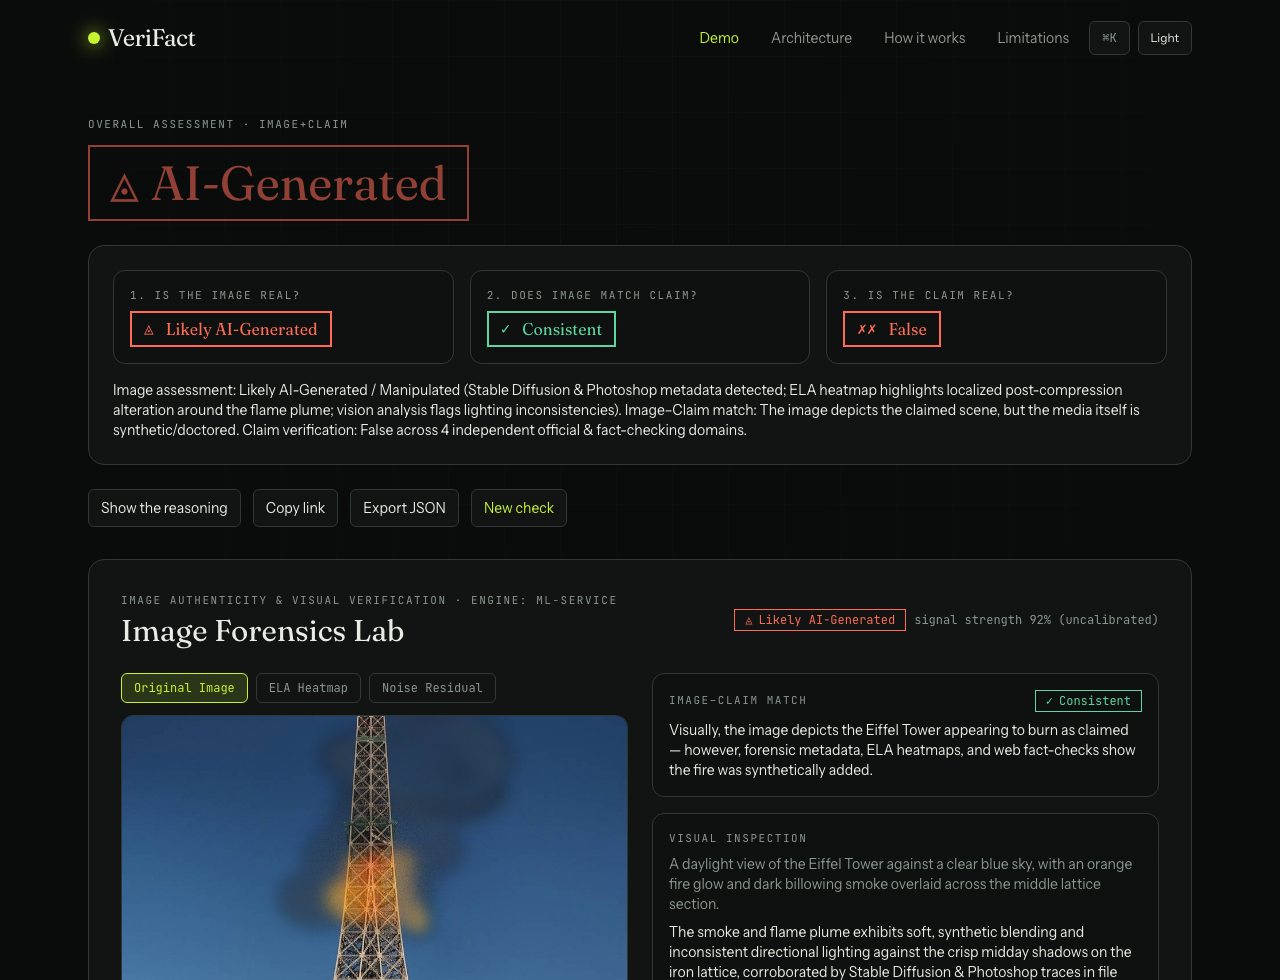 VeriFact
Demo
Architecture
How it works
Limitations
⌘K
Light
OVERALL ASSESSMENT · IMAGE+CLAIM
◬ AI-Generated
1. IS THE IMAGE REAL?
◬ Likely AI-Generated
2. DOES IMAGE MATCH CLAIM?
✓ Consistent
3. IS THE CLAIM REAL?
✗✗ False
Image assessment: Likely AI-Generated / Manipulated (Stable Diffusion & Photoshop metadata detected; ELA heatmap highlights localized post-compression
alteration around the flame plume; vision analysis flags lighting inconsistencies). Image–Claim match: The image depicts the claimed scene, but the media itself is
synthetic/doctored. Claim verification: False across 4 independent official & fact-checking domains.
Show the reasoning
Copy link
Export JSON
New check
IMAGE AUTHENTICITY & VISUAL VERIFICATION · ENGINE: ML-SERVICE
Image Forensics Lab
◬ Likely AI-Generated
signal strength 92% (uncalibrated)
Original Image
ELA Heatmap
Noise Residual
IMAGE–CLAIM MATCH
✓ Consistent
Visually, the image depicts the Eiffel Tower appearing to burn as claimed
— however, forensic metadata, ELA heatmaps, and web fact-checks show
the fire was synthetically added.
VISUAL INSPECTION
A daylight view of the Eiffel Tower against a clear blue sky, with an orange
fire glow and dark billowing smoke overlaid across the middle lattice
section.
The smoke and flame plume exhibits soft, synthetic blending and
inconsistent directional lighting against the crisp midday shadows on the
iron lattice, corroborated by Stable Diffusion & Photoshop traces in file